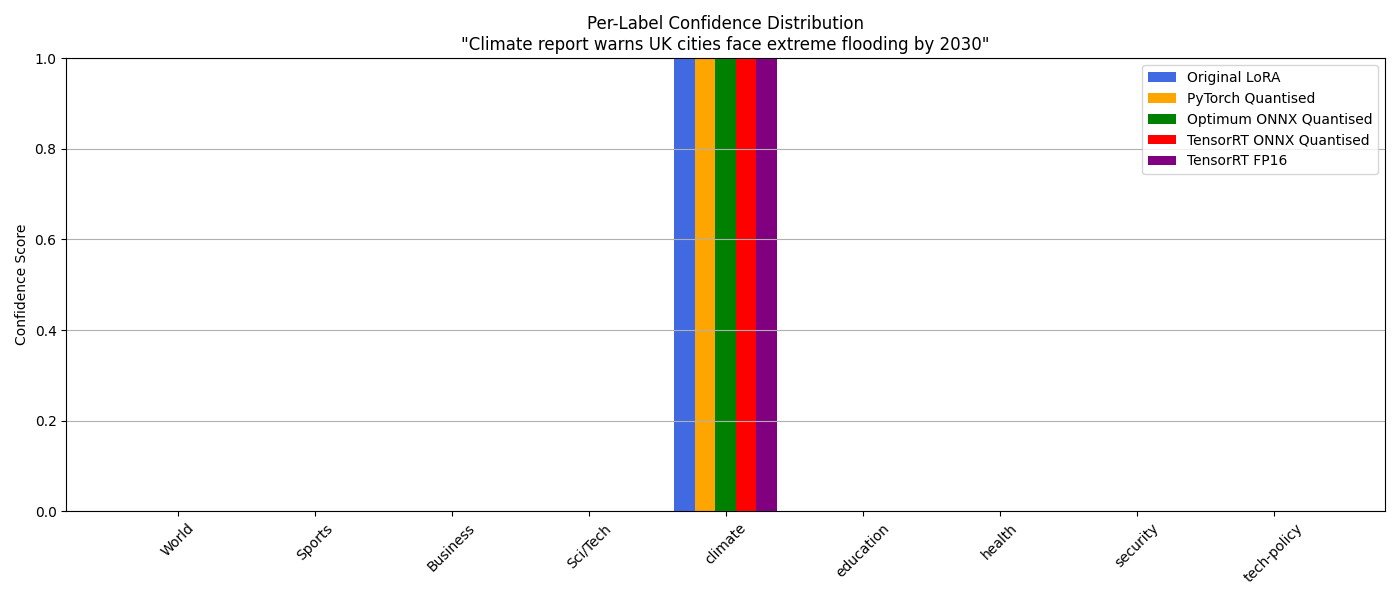 Per-Label Confidence Distribution
"Climate report warns UK cities face extreme flooding by 2030"
Confidence Score
1.0
0.8
0.6
0.4
0.2
0.0
Original LoRA
PyTorch Quantised
Optimum ONNX Quantised
TensorRT ONNX Quantised
TensorRT FP16
World
Sports
Business
Sci/Tech
climate
education
health
security
tech-policy